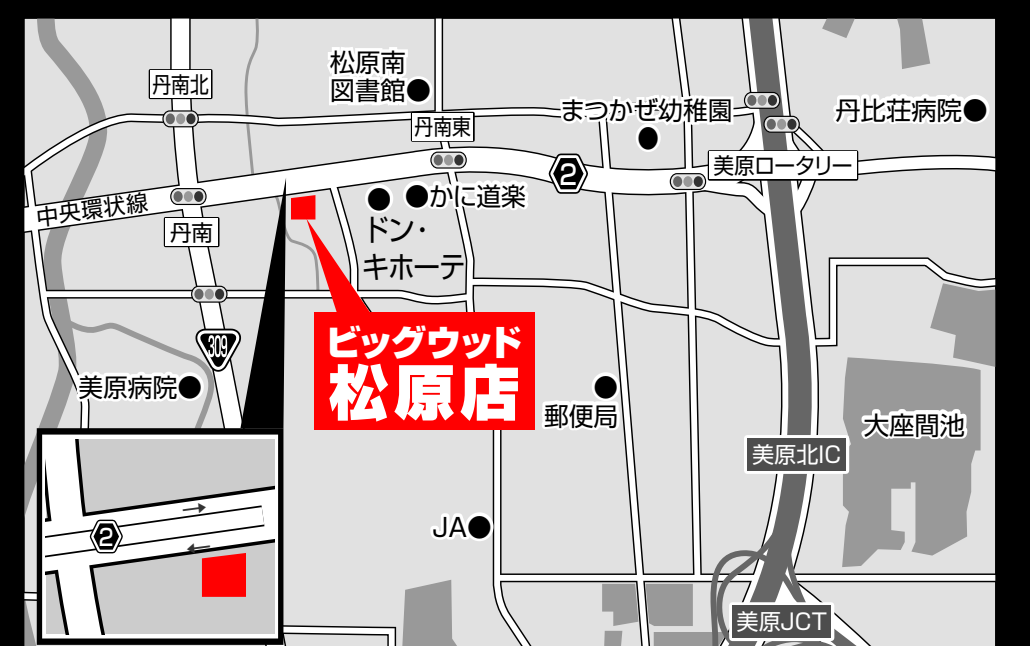 松原南
図書館
丹南北
丹南東
まつかぜ幼稚園
丹比荘病院
美原ロータリー
2
かに道楽
中央環状線
丹南
ドン・
キホーテ
ビッグウッド
松原店
309
美原病院
郵便局
大座間池
美原北IC
JA
2
美原JCT